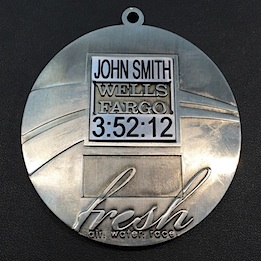 JOHN SMITH
WELLS
FARGO
3:52:12
fresh
air. water. race.